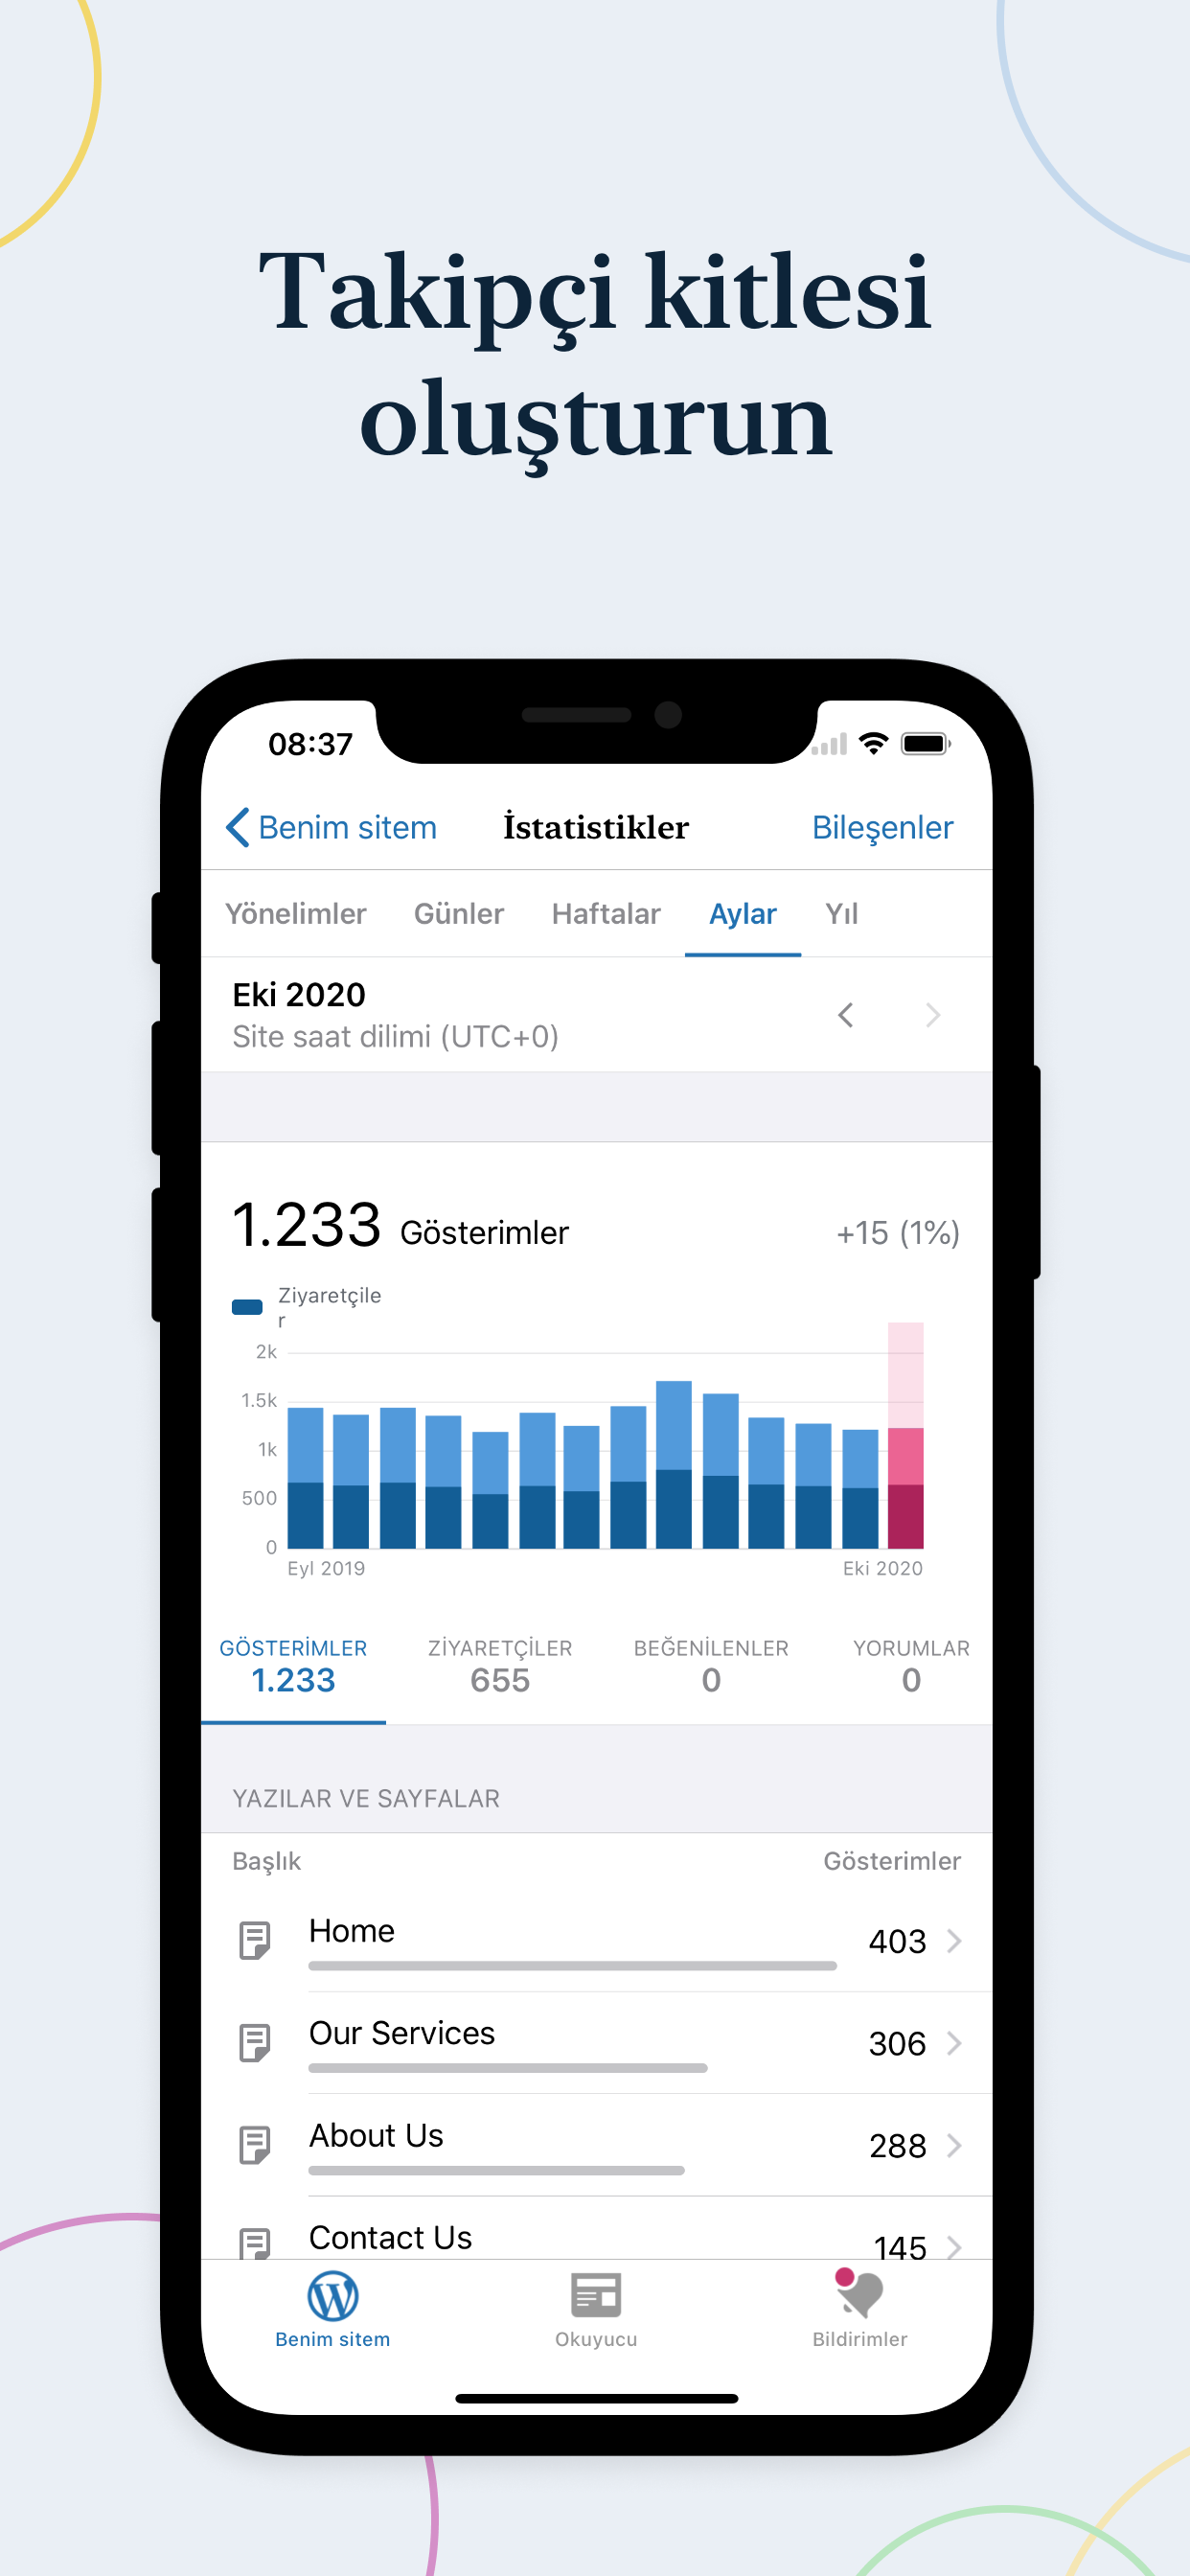 Takipçi kitlesi
oluşturun
08:37
Benim sitem İstatistikler Bileşenler
Yönelimler Günler Haftalar Aylar Yıl
Eki 2020
Site saat dilimi (UTC+0)
1.233 Gösterimler +15 (1%)
Ziyaretçile
r
2k
1.5k
1k
500
0
Eyl 2019 Eki 2020
GÖSTERİMLER ZİYARETÇİLER BEĞENİLENLER YORUMLAR
1.233 655 0 0
YAZILAR VE SAYFALAR
Başlık Gösterimler
Home 403
Our Services 306
About Us 288
Contact Us 145
Benim sitem Okuyucu Bildirimler